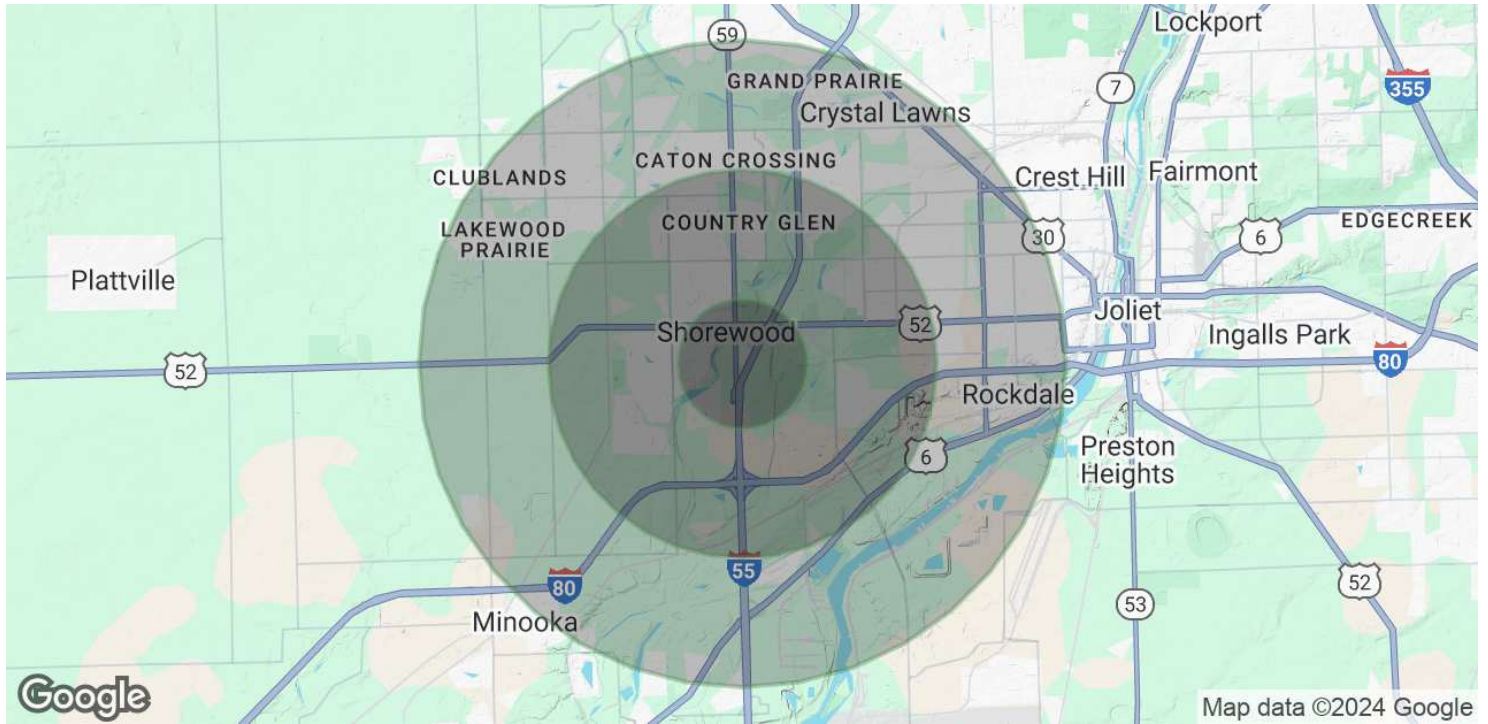 Lockport
59
GRAND PRAIRIE
7
355
Crystal Lawns
CATON CROSSING
CLUBLANDS
Crest Hill
Fairmont
LAKEWOOD
PRAIRIE
COUNTRY GLEN
30
6
EDGECREEK
Plattville
Shorewood
52
Joliet
Ingalls Park
52
80
Rockdale
6
Preston
Heights
80
55
52
53
Minooka
Google
Map data ©2024 Google